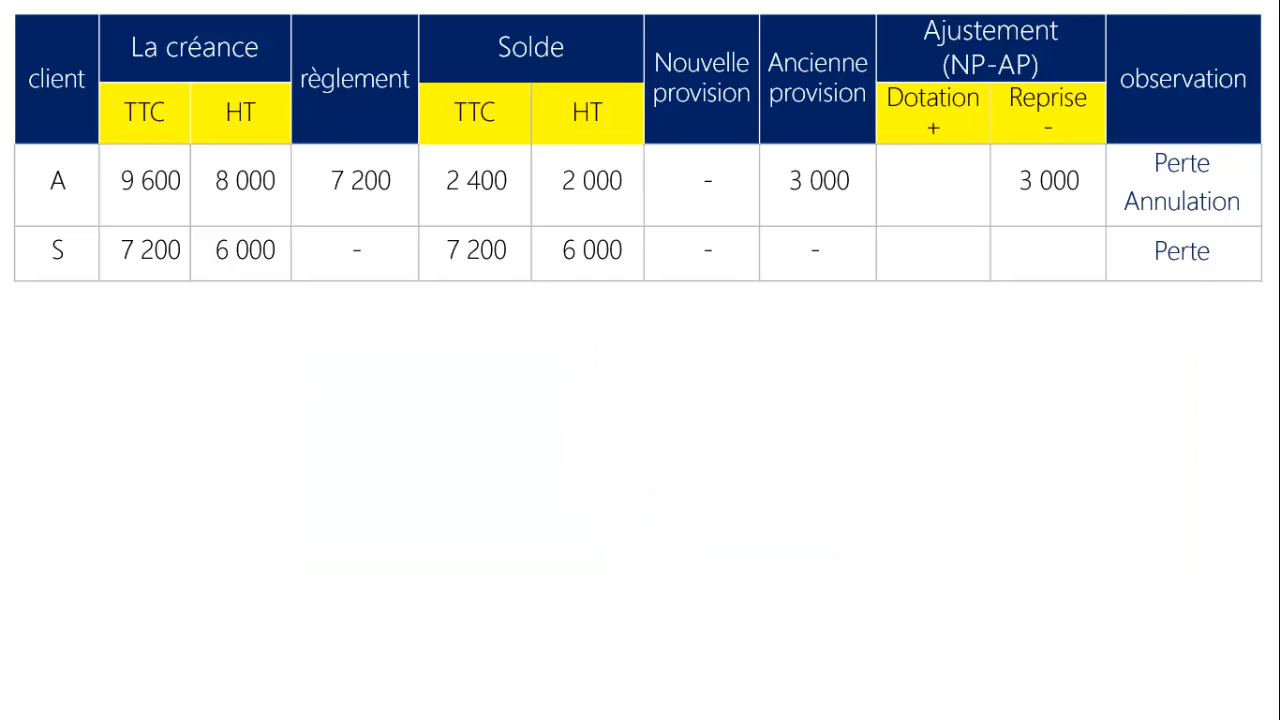 client
La créance
TTC
HT
règlement
Solde
TTC
HT
Nouvelle
provision
Ancienne
provision
Ajustement
(NP-AP)
Dotation
+
Reprise
-
observation
A
9 600
8 000
7 200
2 400
2 000
-
3 000
3 000
Perte
Annulation
S
7 200
6 000
-
7 200
6 000
-
-
Perte